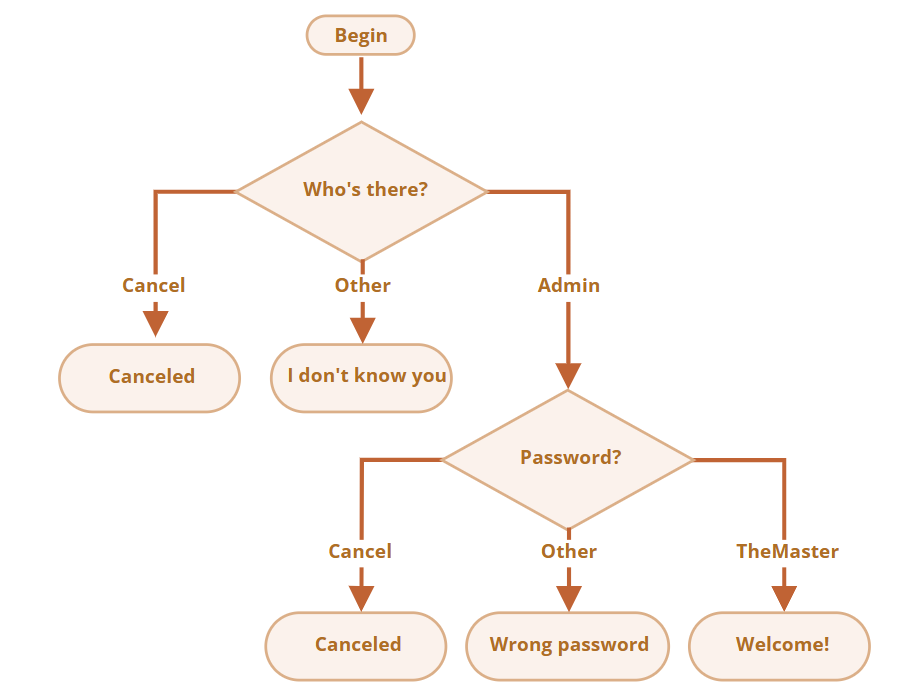 Begin
Who's there?
Cancel
Other
Admin
Canceled
I don't know you
Password?
Cancel
Other
TheMaster
Canceled
Wrong password
Welcome!